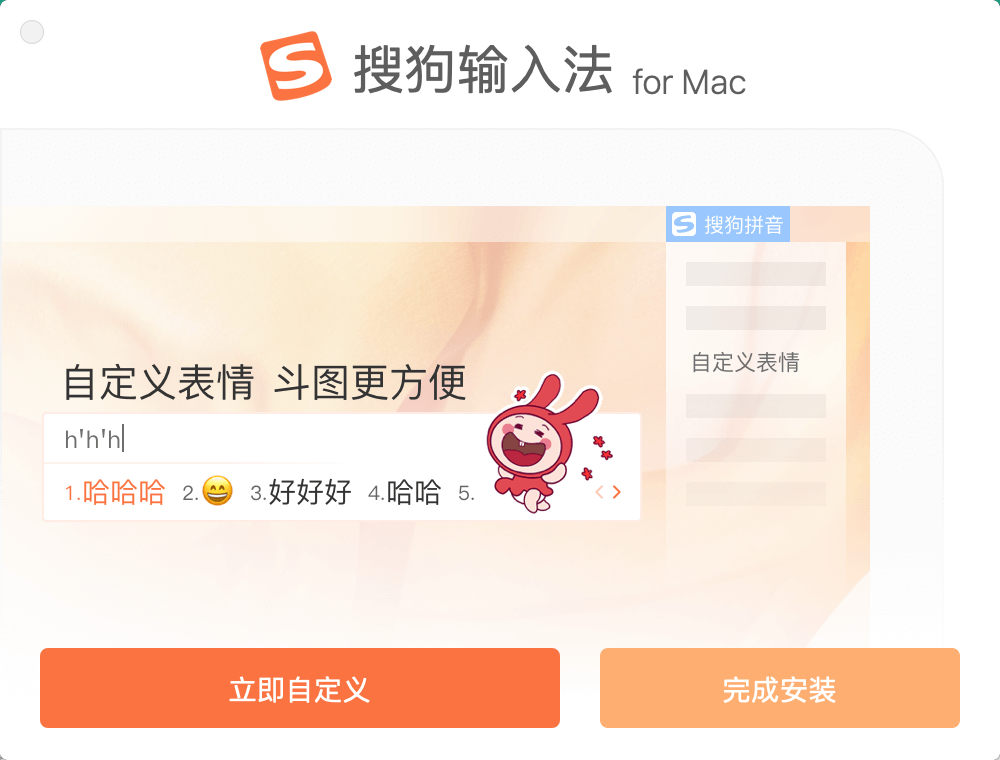 搜狗输入法 for Mac
搜狗拼音
自定义表情
自定义表情 斗图更方便
h'h'h
1.哈哈哈 2.😄 3.好好好 4.哈哈 5.
立即自定义
完成安装